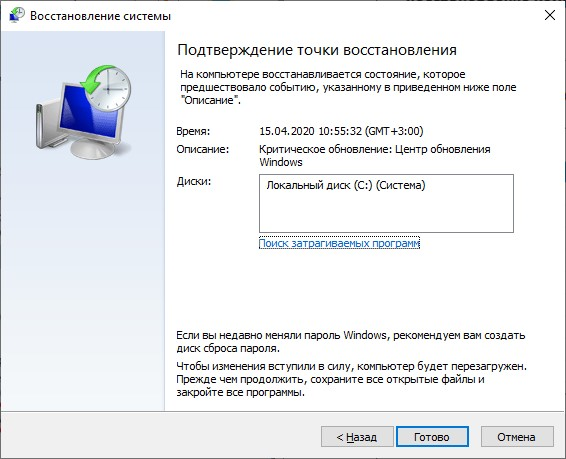 Восстановление системы
Подтверждение точки восстановления
На компьютере восстанавливается состояние, которое
предшествовало событию, указанному в приведенном ниже поле
"Описание".
Время: 15.04.2020 10:55:32 (GMT+3:00)
Описание: Критическое обновление: Центр обновления
Windows
Диски: Локальный диск (C:) (Система)
Поиск затрагиваемых программ
Если вы недавно меняли пароль Windows, рекомендуем вам создать
диск сброса пароля.
Чтобы изменения вступили в силу, компьютер будет перезагружен.
Прежде чем продолжить, сохраните все открытые файлы и
закройте все программы.
< Назад Готово Отмена